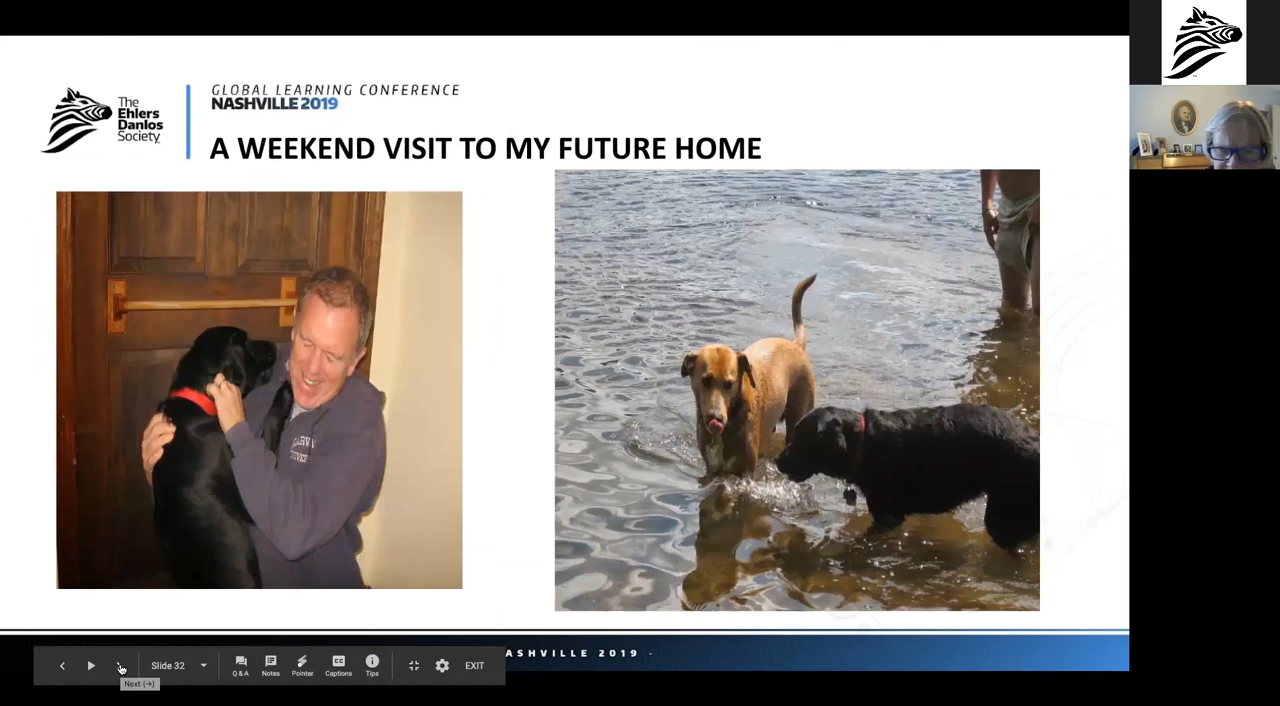 The
Ehlers
Danlos
Society
GLOBAL LEARNING CONFERENCE
NASHVILLE 2019
A WEEKEND VISIT TO MY FUTURE HOME
NASHVILLE 2019 -
Slide 32
Q & A
Notes
Pointer
Captions
Tips
EXIT
Next (→)